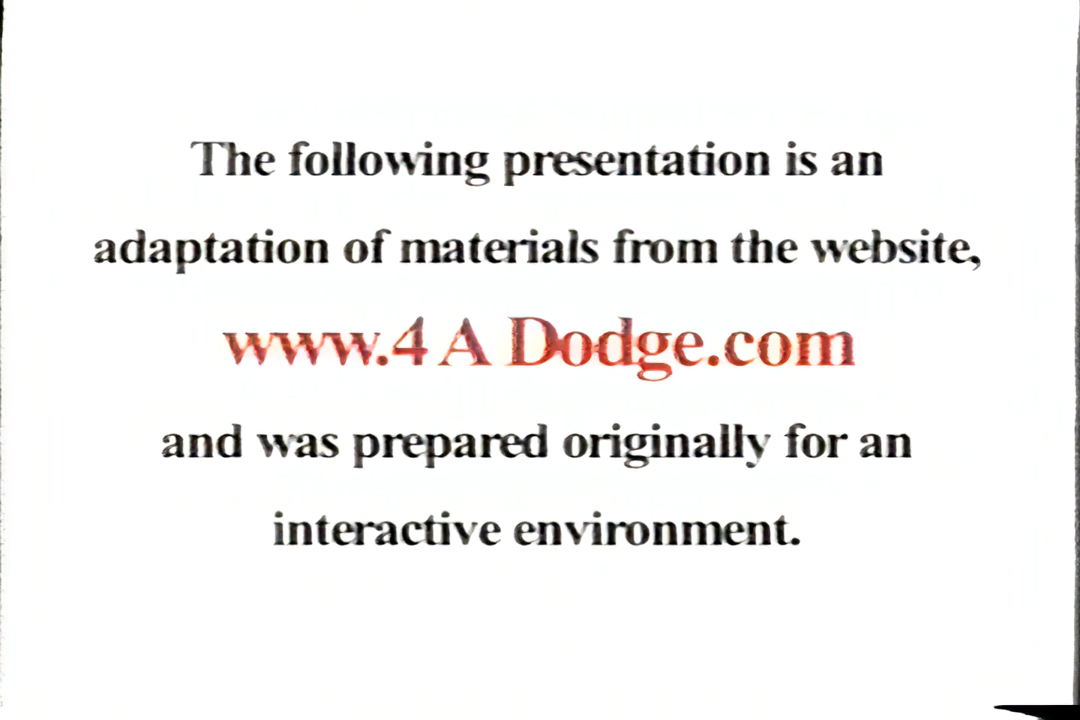 The following presentation is an
adaptation of materials from the website,
www.4 A Dodge.com
and was prepared originally for an
interactive environment.